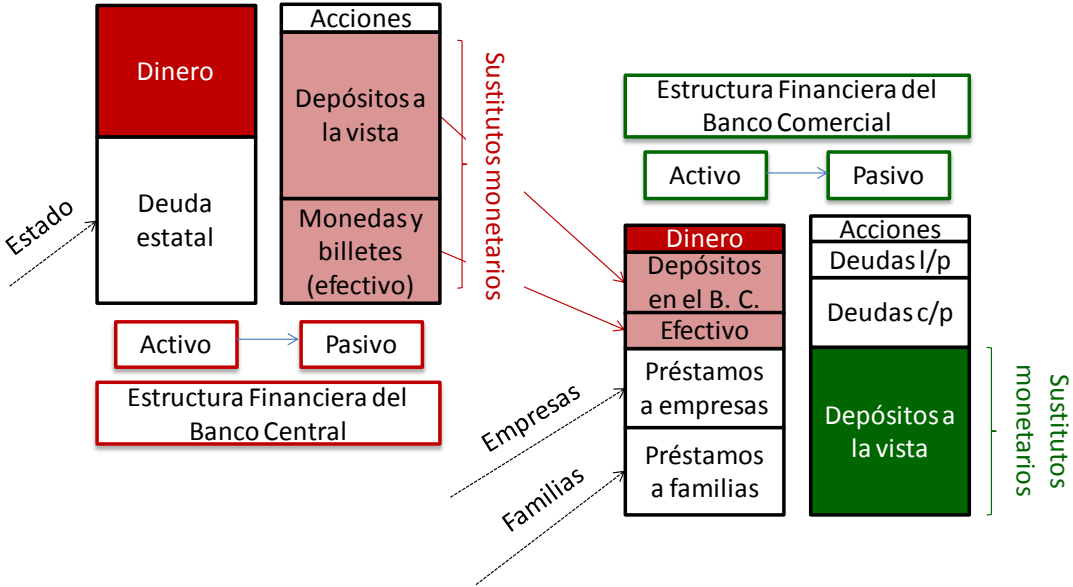 Dinero
Deuda
estatal
Estado
Acciones
Depósitos a
la vista
Monedas y
billetes
(efectivo)
Sustitutos monetarios
Activo
Pasivo
Estructura Financiera del
Banco Central
Estructura Financiera del
Banco Comercial
Activo
Pasivo
Dinero
Depósitos
en el B. C.
Efectivo
Préstamos
a empresas
Préstamos
a familias
Empresas
Familias
Acciones
Deudas l/p
Deudas c/p
Depósitos a
la vista
Sustitutos
monetarios